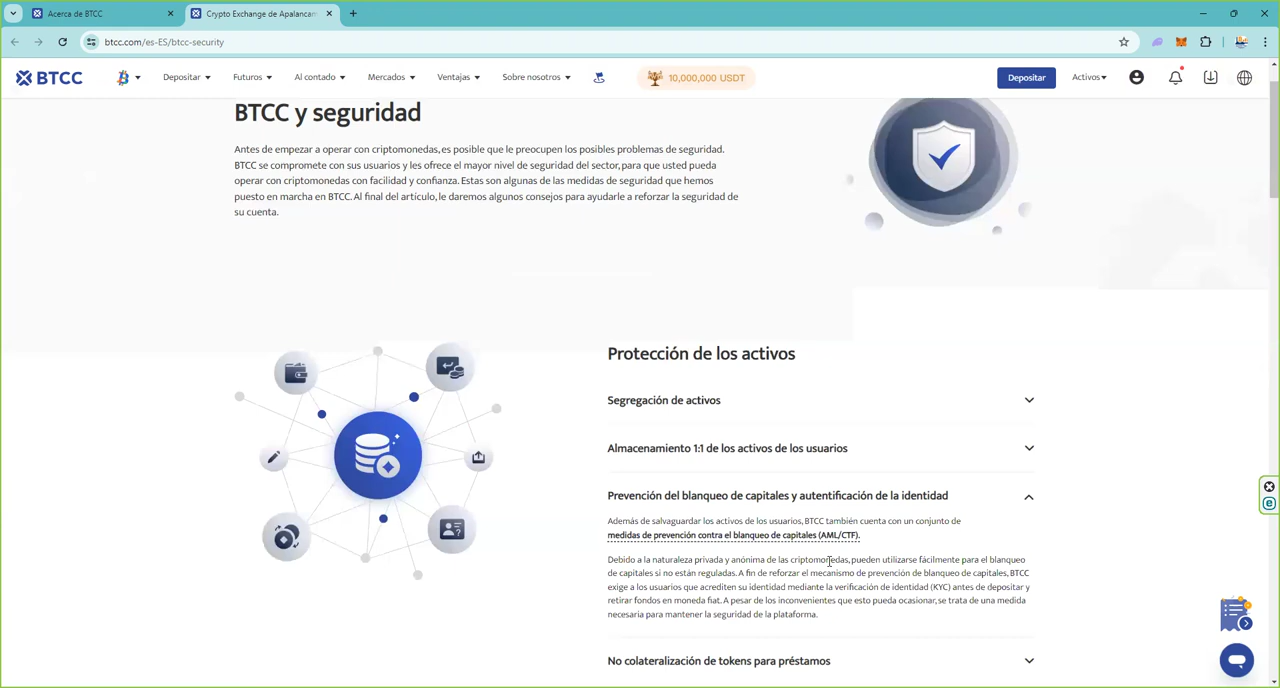 Acerca de BTCC
Crypto Exchange de Apalancam
btcc.com/es-ES/btcc-security
BTCC
Depositar
Futuros
Al contado
Mercados
Ventajas
Sobre nosotros
10,000,000 USDT
Depositar
Activos
BTCC y seguridad
Antes de empezar a operar con criptomonedas, es posible que le preocupen los posibles problemas de seguridad.
BTCC se compromete con sus usuarios y les ofrece el mayor nivel de seguridad del sector, para que usted pueda
operar con criptomonedas con facilidad y confianza. Estas son algunas de las medidas de seguridad que hemos
puesto en marcha en BTCC. Al final del artículo, le daremos algunos consejos para ayudarle a reforzar la seguridad de
su cuenta.
Protección de los activos
Segregación de activos
Almacenamiento 1:1 de los activos de los usuarios
Prevención del blanqueo de capitales y autentificación de la identidad
Además de salvaguardar los activos de los usuarios, BTCC también cuenta con un conjunto de
medidas de prevención contra el blanqueo de capitales (AML/CTF).
Debido a la naturaleza privada y anónima de las criptomonedas, pueden utilizarse fácilmente para el blanqueo
de capitales si no están reguladas. A fin de reforzar el mecanismo de prevención de blanqueo de capitales, BTCC
exige a los usuarios que acrediten su identidad mediante la verificación de identidad (KYC) antes de depositar y
retirar fondos en moneda fiat. A pesar de los inconvenientes que esto pueda ocasionar, se trata de una medida
necesaria para mantener la seguridad de la plataforma.
No colateralización de tokens para préstamos